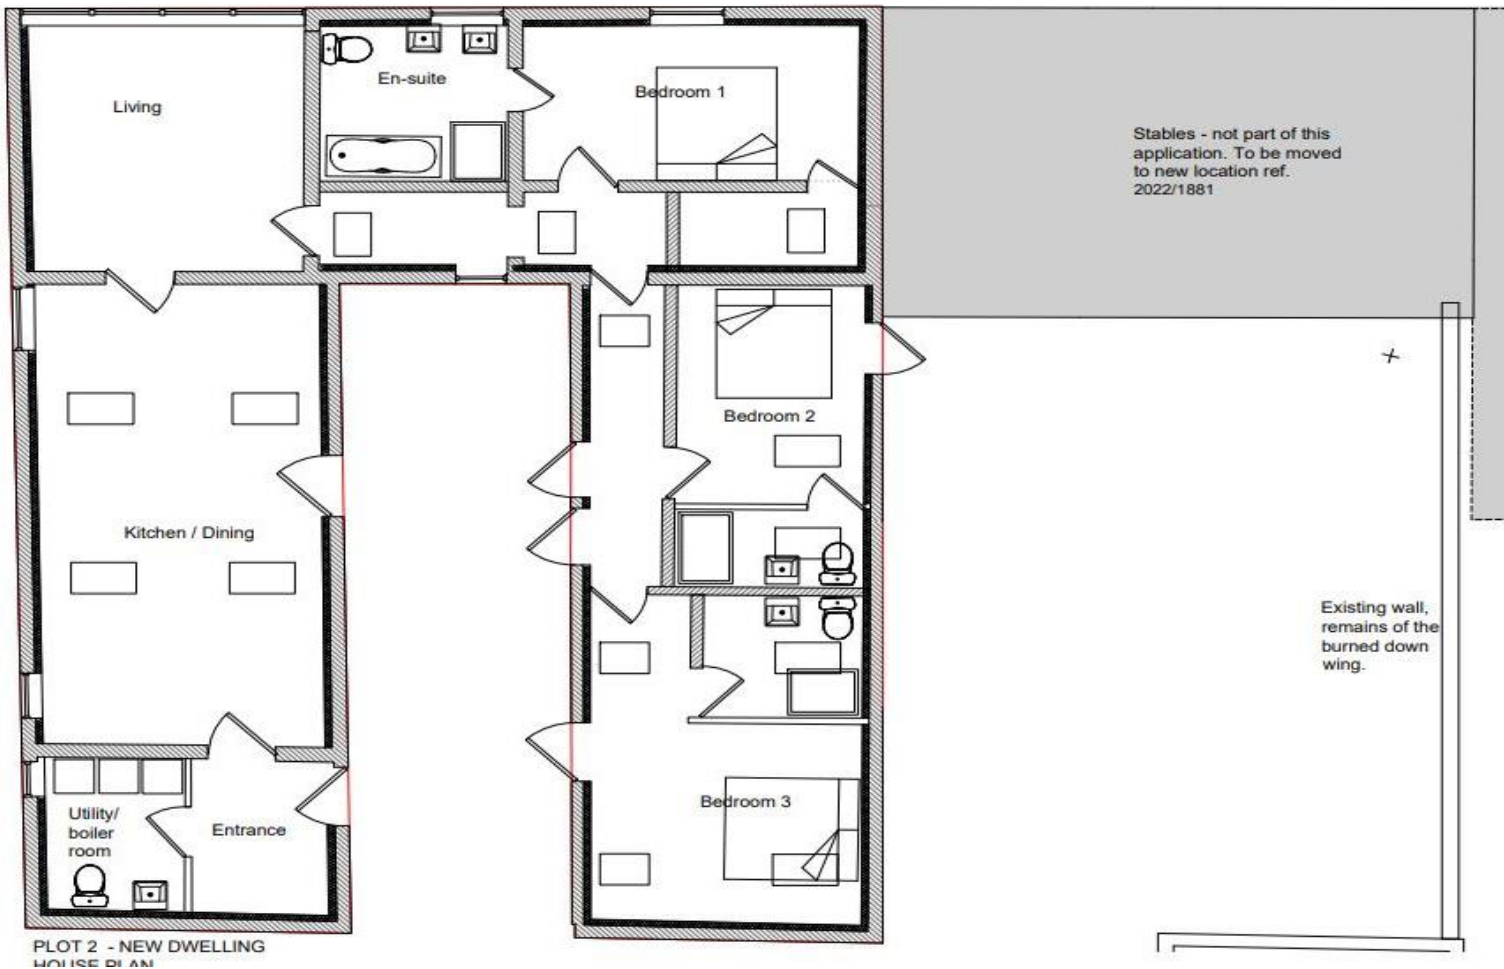 Living
En-suite
Bedroom 1
Stables - not part of this
application. To be moved
to new location ref.
2022/1881
Bedroom 2
Kitchen / Dining
Existing wall,
remains of the
burned down
wing.
Bedroom 3
Utility/
boiler
room
Entrance
PLOT 2 - NEW DWELLING
HOUSE PLAN